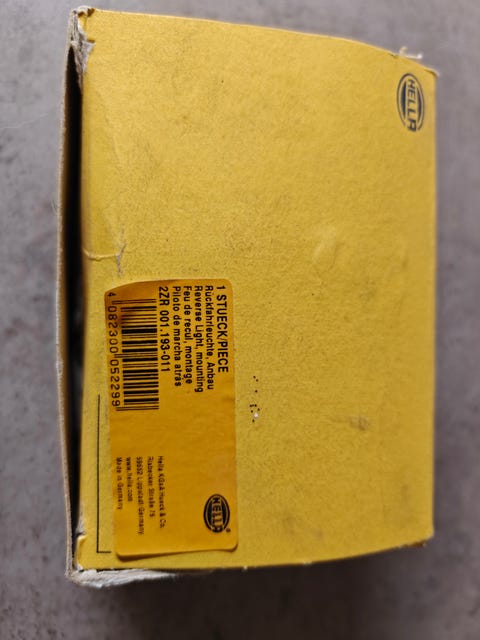 HELLA
1 STUECK/PIECE
Rückfahrleuchte, Anbau
Reverse Light, mounting
Feu de recul, montage
Piloto de marcha atras
2ZR 001.193-011
4 082300 052299
HELLA
Hella KGaA Hueck & Co.
Rixbecker Straße 75
59552 Lippstadt/Germany
www.hella.com
Made in Germany